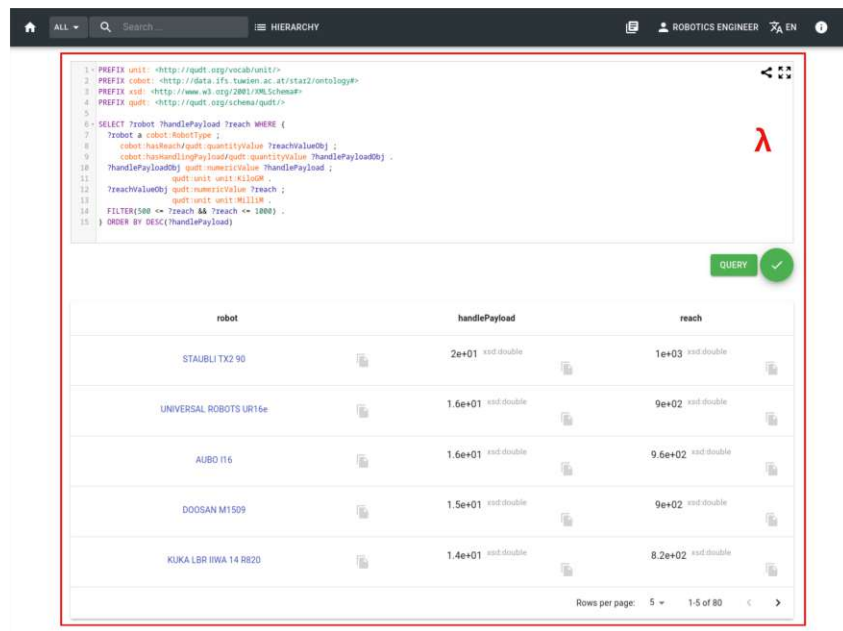 ALL
Search ...
HIERARCHY
ROBOTICS ENGINEER
EN
1 PREFIX unit: <http://qudt.org/vocab/unit/>
2 PREFIX cobot: <http://data.ifs.tuwien.ac.at/star2/ontology#>
3 PREFIX xsd: <http://www.w3.org/2001/XMLSchema#>
4 PREFIX qudt: <http://qudt.org/schema/qudt/>
5
6 SELECT ?robot ?handlePayload ?reach WHERE {
7 ?robot a cobot:RobotType ;
8 cobot:hasReach/qudt:quantityValue ?reachValueObj ;
9 cobot:hasHandlingPayload/qudt:quantityValue ?handlePayloadObj .
10 ?handlePayloadObj qudt:numericValue ?handlePayload ;
11 qudt:unit unit:KiloGM .
12 ?reachValueObj qudt:numericValue ?reach ;
13 qudt:unit unit:MilliM .
14 FILTER(500 <= ?reach && ?reach <= 1000) .
15 } ORDER BY DESC(?handlePayload)
λ
QUERY
robot handlePayload reach
STAUBLI TX2 90 2e+01 xsd:double 1e+03 xsd:double
UNIVERSAL ROBOTS UR16e 1.6e+01 xsd:double 9e+02 xsd:double
AUBO I16 1.6e+01 xsd:double 9.6e+02 xsd:double
DOOSAN M1509 1.5e+01 xsd:double 9e+02 xsd:double
KUKA LBR IIWA 14 R820 1.4e+01 xsd:double 8.2e+02 xsd:double
Rows per page: 5 1-5 of 80